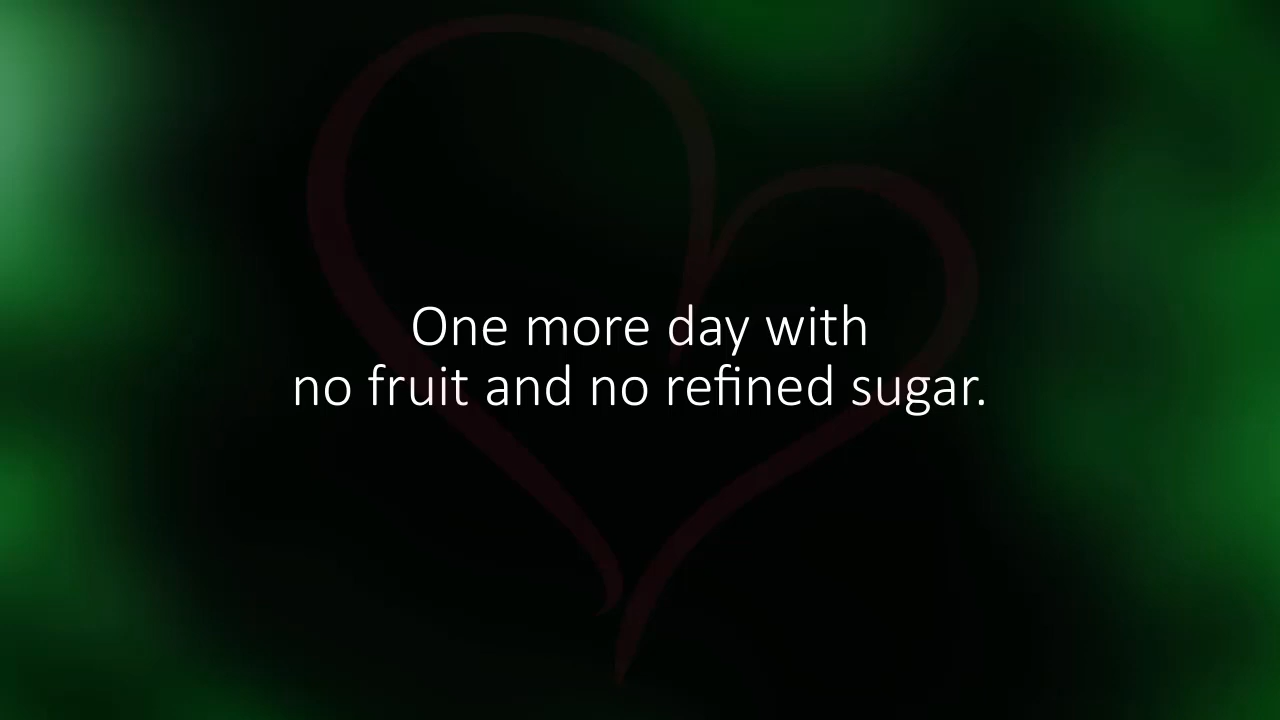 One more day with
no fruit and no refined sugar.